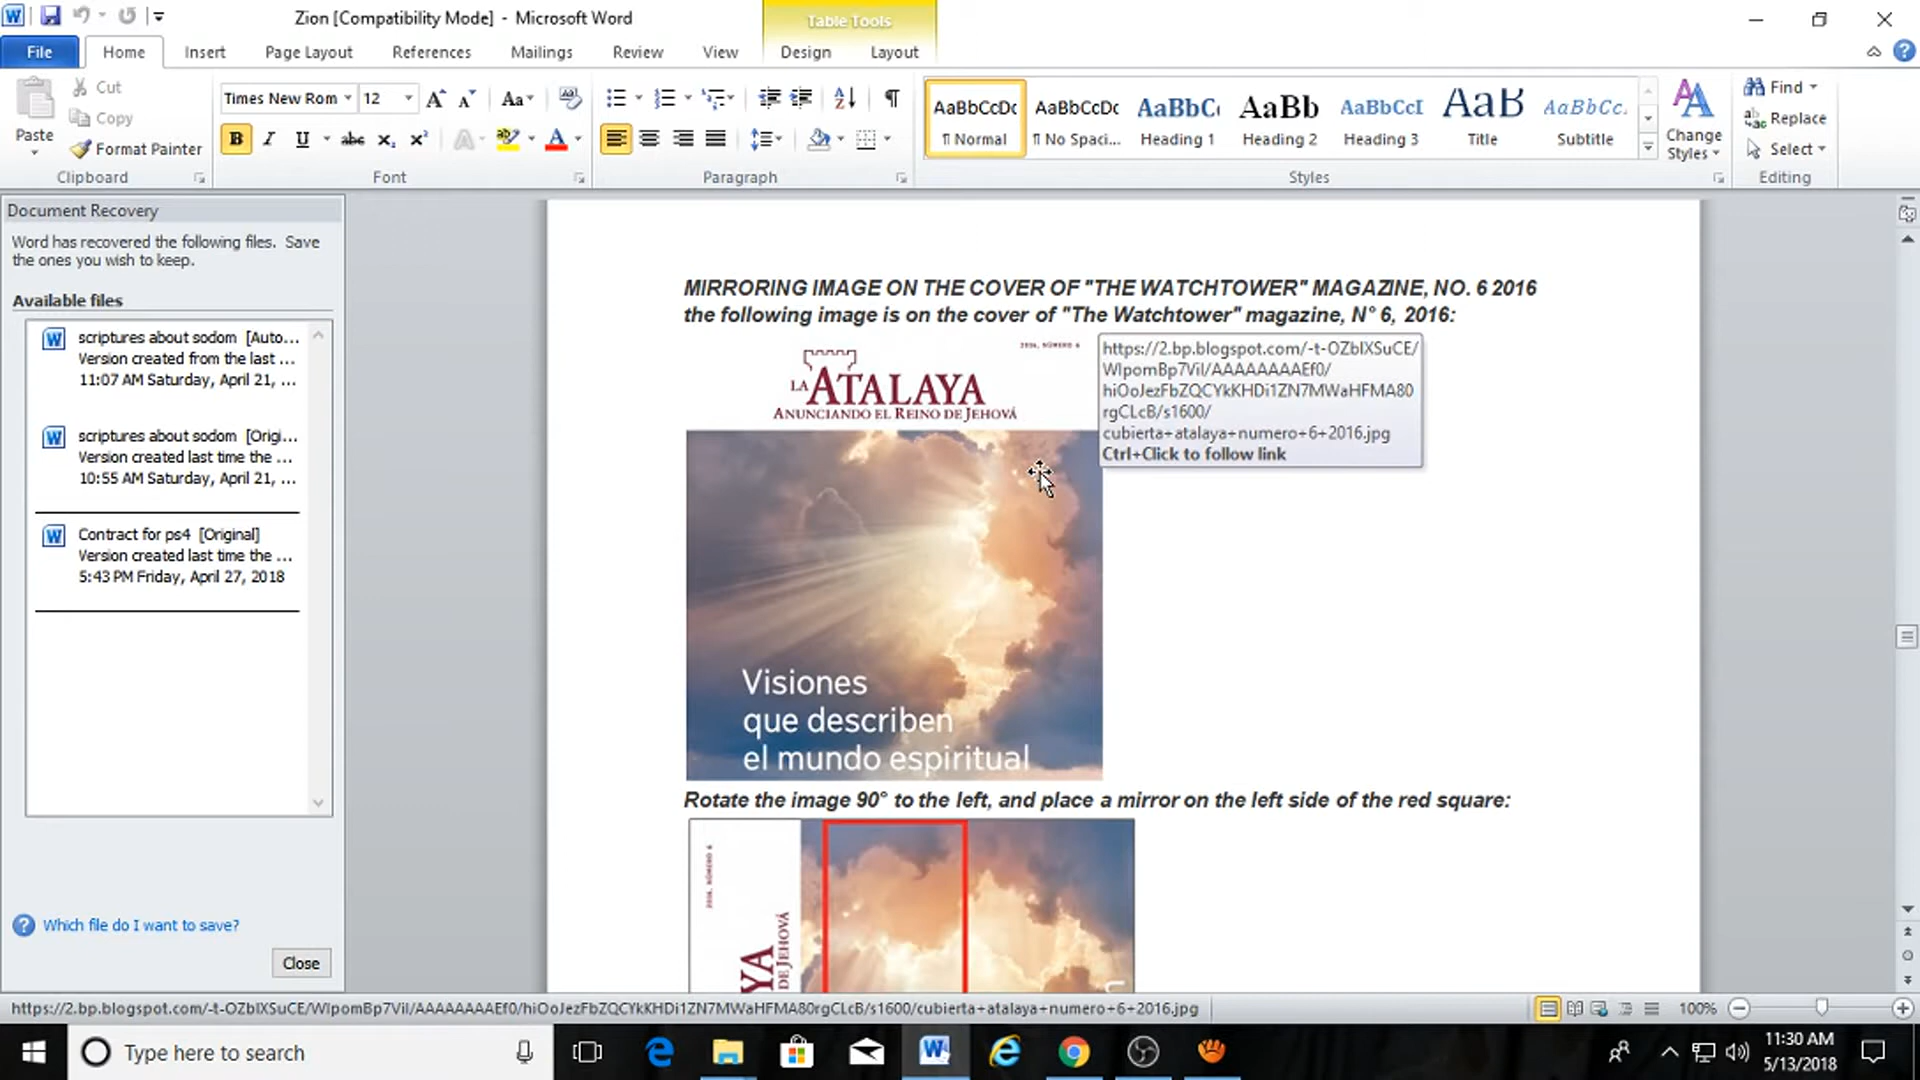 Zion [Compatibility Mode] - Microsoft Word
Table Tools
File
Home
Insert
Page Layout
References
Mailings
Review
View
Design
Layout
Paste
Cut
Copy
Format Painter
Clipboard
Times New Rom
12
Font
Paragraph
AaBbCcDc
¶ Normal
AaBbCcDc
¶ No Spaci...
AaBbC
Heading 1
AaBb
Heading 2
AaBbCcI
Heading 3
AaB
Title
AaBbCc.
Subtitle
Change
Styles
Styles
Find
Replace
Select
Editing
Document Recovery
Word has recovered the following files. Save
the ones you wish to keep.
Available files
scriptures about sodom [Auto...
Version created from the last ...
11:07 AM Saturday, April 21, ...
scriptures about sodom [Origi...
Version created last time the ...
10:55 AM Saturday, April 21, ...
Contract for ps4 [Original]
Version created last time the ...
5:43 PM Friday, April 27, 2018
Which file do I want to save?
Close
MIRRORING IMAGE ON THE COVER OF "THE WATCHTOWER" MAGAZINE, NO. 6 2016
the following image is on the cover of "The Watchtower" magazine, N° 6, 2016:
2016, NÚMERO 6
LA ATALAYA
ANUNCIANDO EL REINO DE JEHOVÁ
https://2.bp.blogspot.com/-t-OZbIXSuCE/
WIpomBp7ViI/AAAAAAAAEf0/
hiOoJezFbZQCYkKHDi1ZN7MWaHFMA80
rgCLcB/s1600/
cubierta+atalaya+numero+6+2016.jpg
Ctrl+Click to follow link
Visiones
que describen
el mundo espiritual
Rotate the image 90° to the left, and place a mirror on the left side of the red square:
2016, NÚMERO 6
YA
DE JEHOVÁ
https://2.bp.blogspot.com/-t-OZbIXSuCE/WIpomBp7ViI/AAAAAAAAEf0/hiOoJezFbZQCYkKHDi1ZN7MWaHFMA80rgCLcB/s1600/cubierta+atalaya+numero+6+2016.jpg
100%
Type here to search
11:30 AM
5/13/2018